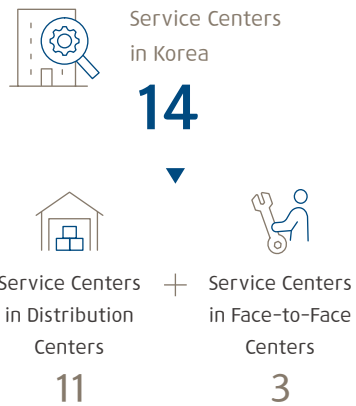 Service Centers
in Korea
14
Service Centers
in Distribution
Centers
11
+
Service Centers
in Face-to-Face
Centers
3